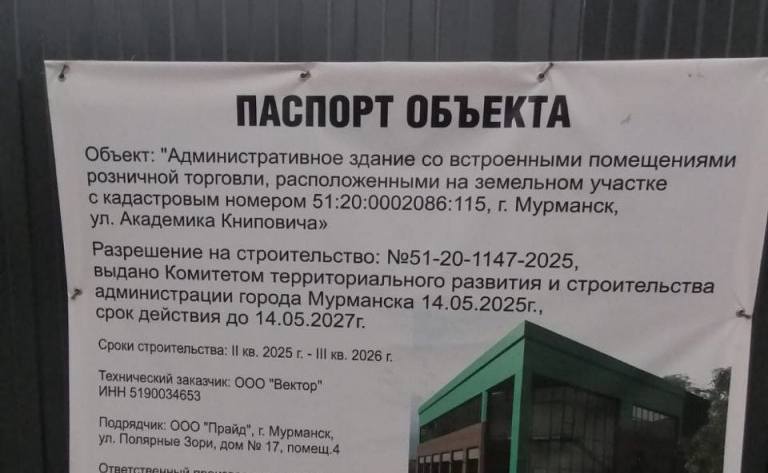 ПАСПОРТ ОБЪЕКТА
Объект: "Административное здание со встроенными помещениями
розничной торговли, расположенными на земельном участке
с кадастровым номером 51:20:0002086:115, г. Мурманск,
ул. Академика Книповича»
Разрешение на строительство: №51-20-1147-2025,
выдано Комитетом территориального развития и строительства
администрации города Мурманска 14.05.2025г.,
срок действия до 14.05.2027г.
Сроки строительства: II кв. 2025 г. - III кв. 2026 г.
Технический заказчик: ООО "Вектор"
ИНН 5190034653
Подрядчик: ООО "Прайд", г. Мурманск,
ул. Полярные Зори, дом № 17, помещ.4
Ответственный